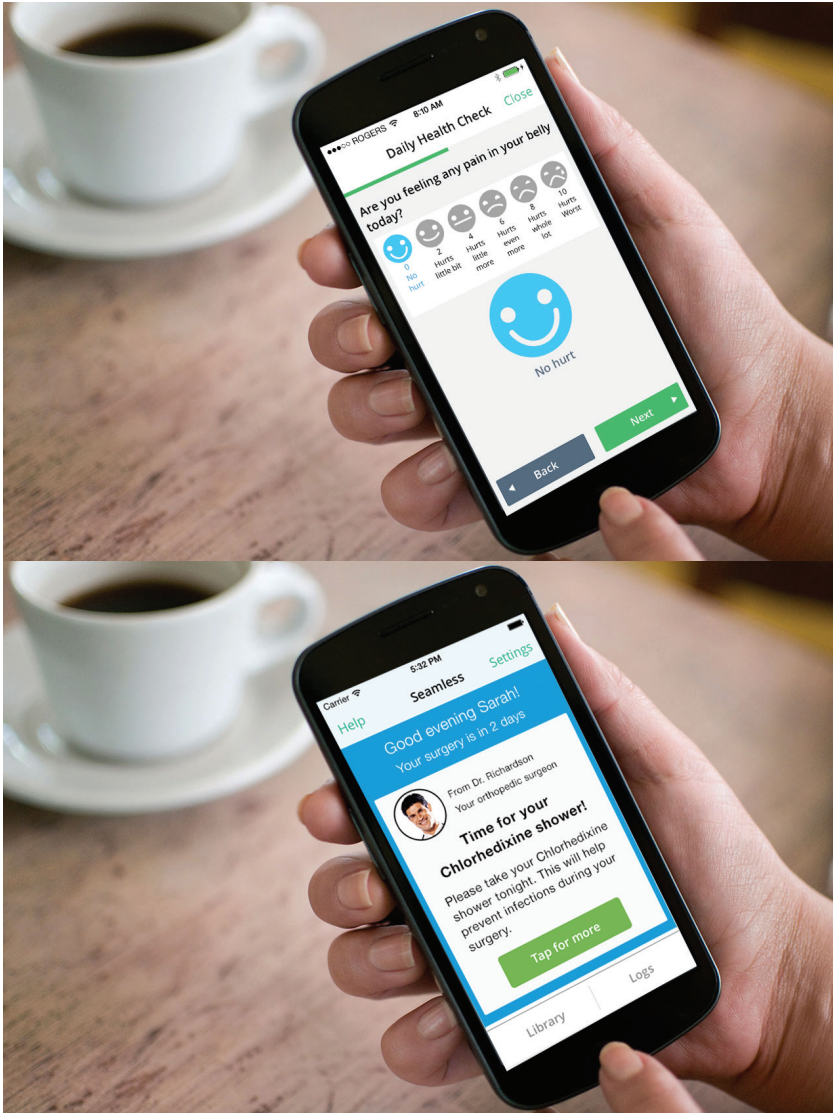 ROGERS 8:10 AM
Daily Health Check Close
Are you feeling any pain in your belly
today?
0 2 4 6 8 10
No hurt
Hurts little bit
Hurts little more
Hurts even more
Hurts whole lot
Hurts Worst
No hurt
Back Next
Carrier 5:32 PM
Help Seamless Settings
Good evening Sarah!
Your surgery is in 2 days
From Dr. Richardson
Your orthopedic surgeon
Time for your
Chlorhedixine shower!
Please take your Chlorhedixine
shower tonight. This will help
prevent infections during your
surgery.
Tap for more
Library Logs